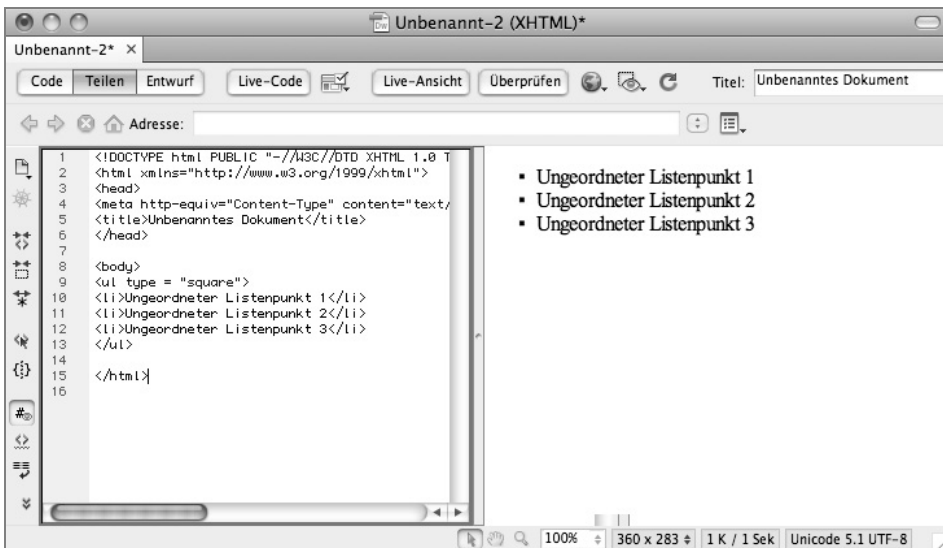 Unbenannt-2 (XHTML)*
Unbenannt-2* ×
Code Teilen Entwurf Live-Code Live-Ansicht Überprüfen Titel: Unbenanntes Dokument
Adresse:
1 <!DOCTYPE html PUBLIC "-//W3C//DTD XHTML 1.0 T
2 <html xmlns="http://www.w3.org/1999/xhtml">
3 <head>
4 <meta http-equiv="Content-Type" content="text/
5 <title>Unbenanntes Dokument</title>
6 </head>
7
8 <body>
9 <ul type = "square">
10 <li>Ungeordneter Listenpunkt 1</li>
11 <li>Ungeordneter Listenpunkt 2</li>
12 <li>Ungeordneter Listenpunkt 3</li>
13 </ul>
14
15 </html>
16
▪ Ungeordneter Listenpunkt 1
▪ Ungeordneter Listenpunkt 2
▪ Ungeordneter Listenpunkt 3
100% 360 x 283 1 K / 1 Sek Unicode 5.1 UTF-8